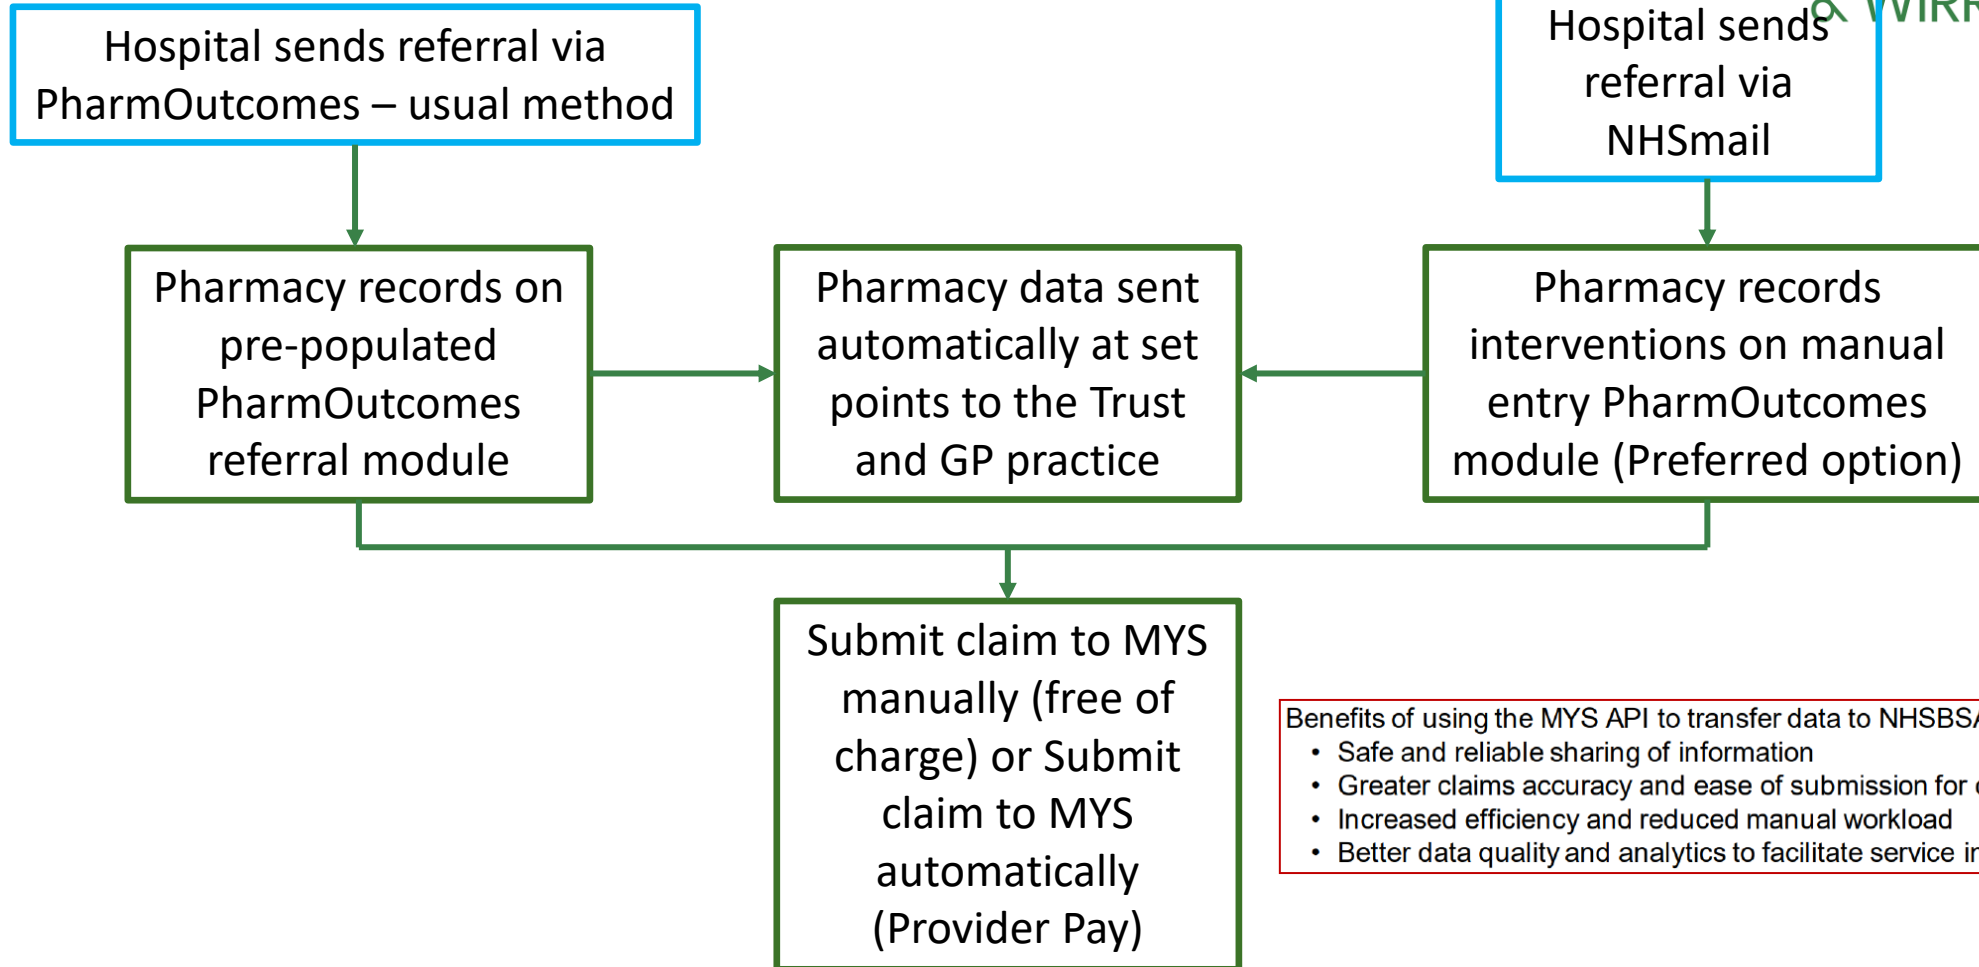 & WIRR
Hospital sends referral via
PharmOutcomes – usual method
Hospital sends
referral via
NHSmail
Pharmacy records on
pre-populated
PharmOutcomes
referral module
Pharmacy data sent
automatically at set
points to the Trust
and GP practice
Pharmacy records
interventions on manual
entry PharmOutcomes
module (Preferred option)
Submit claim to MYS
manually (free of
charge) or Submit
claim to MYS
automatically
(Provider Pay)
Benefits of using the MYS API to transfer data to NHSBSA
• Safe and reliable sharing of information
• Greater claims accuracy and ease of submission for
• Increased efficiency and reduced manual workload
• Better data quality and analytics to facilitate service